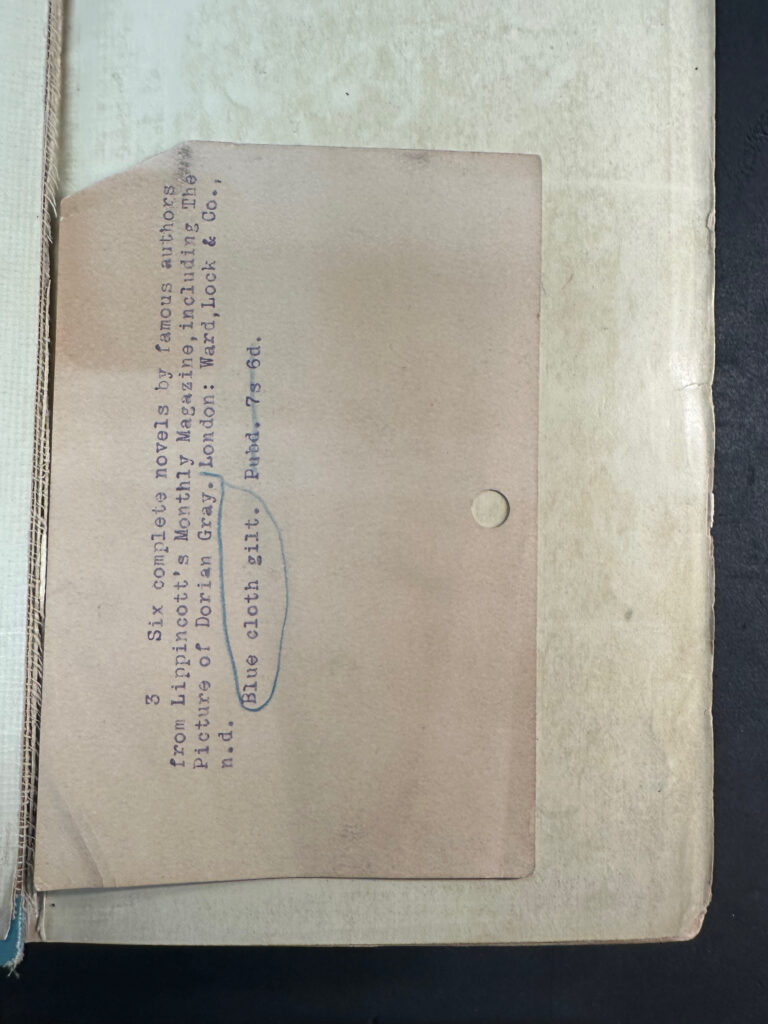 3 Six complete novels by famous authors
from Lippincott's Monthly Magazine,including The
Picture of Dorian Gray. London: Ward,Lock & Co.,
n.d. Blue cloth gilt. Pubd. 7s 6d.